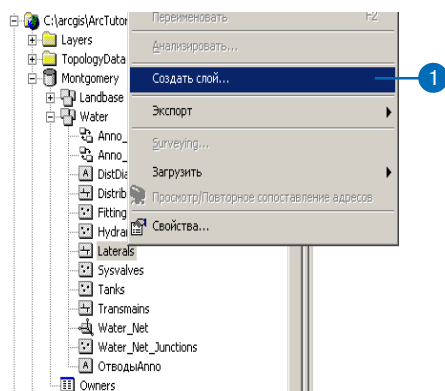 C:\arcgis\ArcTutor
Layers
TopologyData
Montgomery
Landbase
Water
Anno_
Anno_
DistDia
Distrib
Fitting
Hydran
Laterals
Sysvalves
Tanks
Transmains
Water_Net
Water_Net_Junctions
ОтводыAnno
Owners
Переименовать F2
Анализировать...
Создать слой...
1
Экспорт
Surveying...
Загрузить
Просмотр/Повторное сопоставление адресов
Свойства...